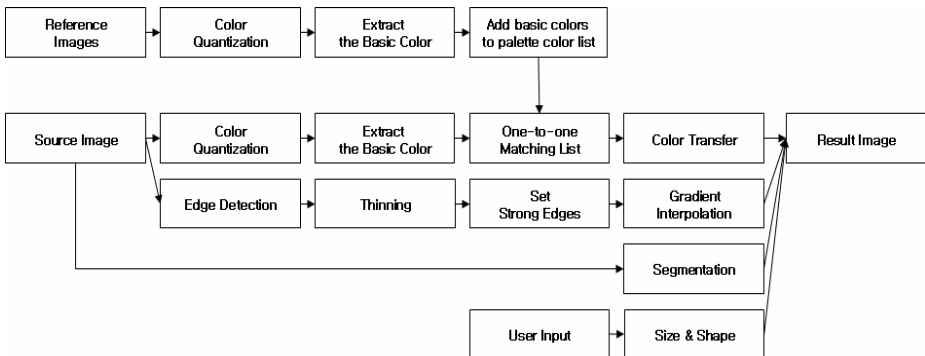 Reference
Images
Color
Quantization
Extract
the Basic Color
Add basic colors
to palette color list
Source Image
Color
Quantization
Extract
the Basic Color
One-to-one
Matching List
Color Transfer
Result Image
Edge Detection
Thinning
Set
Strong Edges
Gradient
Interpolation
Segmentation
User Input
Size & Shape